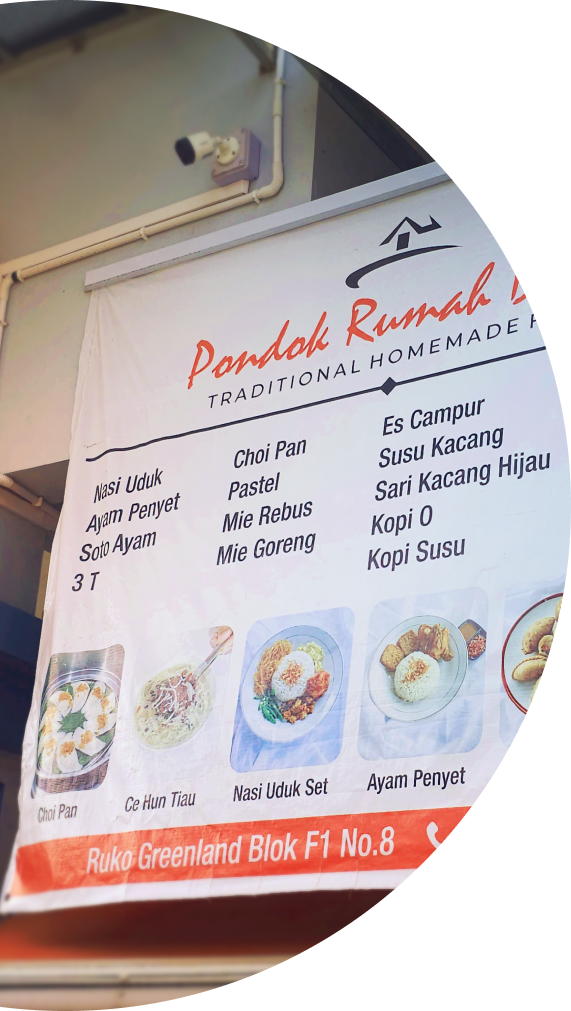 Pondok Rumah
TRADITIONAL HOMEMADE
Nasi Uduk
Ayam Penyet
Soto Ayam
3 T
Choi Pan
Pastel
Mie Rebus
Mie Goreng
Es Campur
Susu Kacang
Sari Kacang Hijau
Kopi O
Kopi Susu
Choi Pan
Ce Hun Tiau
Nasi Uduk Set
Ayam Penyet
Ruko Greenland Blok F1 No.8